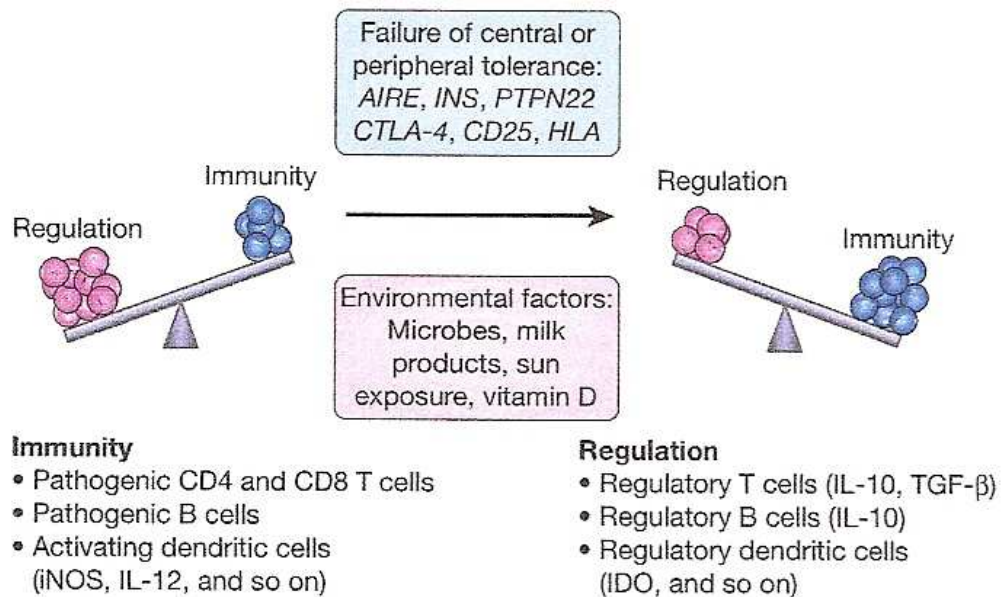 Failure of central or
peripheral tolerance:
AIRE, INS, PTPN22
CTLA-4, CD25, HLA
Immunity
Regulation
Regulation
Immunity
Environmental factors:
Microbes, milk
products, sun
exposure, vitamin D
Immunity
• Pathogenic CD4 and CD8 T cells
• Pathogenic B cells
• Activating dendritic cells
(iNOS, IL-12, and so on)
Regulation
• Regulatory T cells (IL-10, TGF-β)
• Regulatory B cells (IL-10)
• Regulatory dendritic cells
(IDO, and so on)